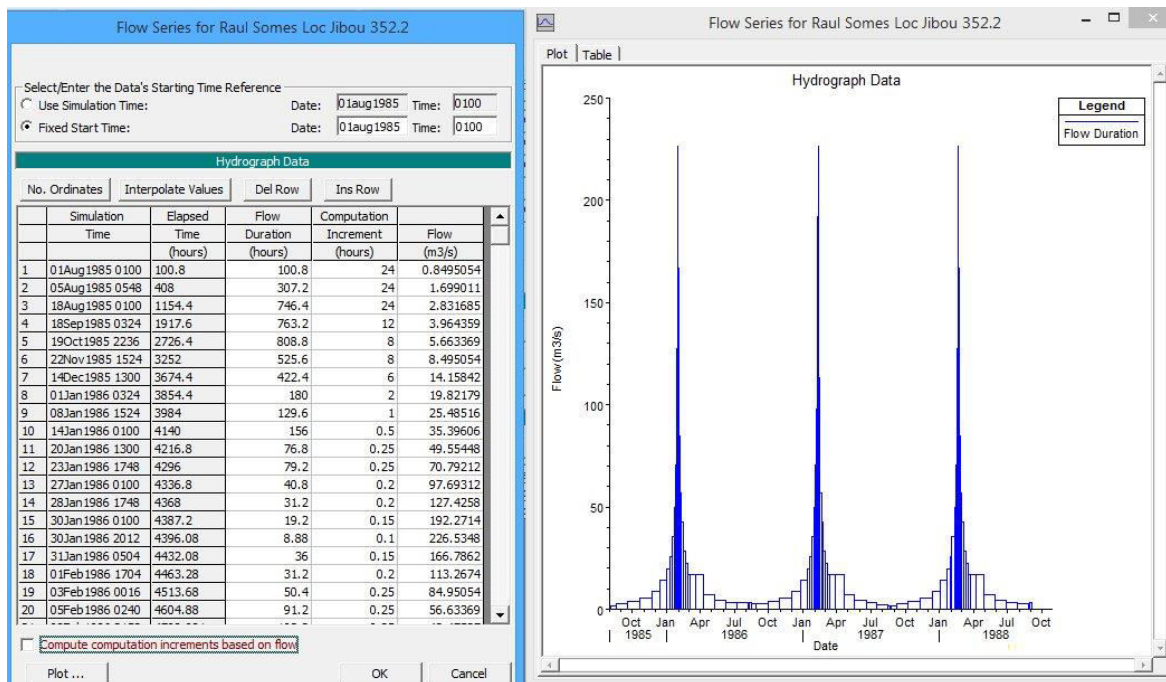 Flow Series for Raul Somes Loc Jibou 352.2
Select/Enter the Data's Starting Time Reference
Use Simulation Time: Date: 01aug1985 Time: 0100
Fixed Start Time: Date: 01aug1985 Time: 0100
Hydrograph Data
No. Ordinates Interpolate Values Del Row Ins Row
Simulation Elapsed Flow Computation
Time Time Duration Increment Flow
(hours) (hours) (hours) (m3/s)
1 01Aug1985 0100 100.8 100.8 24 0.8495054
2 05Aug1985 0548 408 307.2 24 1.699011
3 18Aug1985 0100 1154.4 746.4 24 2.831685
4 18Sep1985 0324 1917.6 763.2 12 3.964359
5 19Oct1985 2236 2726.4 808.8 8 5.663369
6 22Nov1985 1524 3252 525.6 8 8.495054
7 14Dec1985 1300 3674.4 422.4 6 14.15842
8 01Jan1986 0324 3854.4 180 2 19.82179
9 08Jan1986 1524 3984 129.6 1 25.48516
10 14Jan1986 0100 4140 156 0.5 35.39606
11 20Jan1986 1300 4216.8 76.8 0.25 49.55448
12 23Jan1986 1748 4296 79.2 0.25 70.79212
13 27Jan1986 0100 4336.8 40.8 0.2 97.69312
14 28Jan1986 1748 4368 31.2 0.2 127.4258
15 30Jan1986 0100 4387.2 19.2 0.15 192.2714
16 30Jan1986 2012 4396.08 8.88 0.1 226.5348
17 31Jan1986 0504 4432.08 36 0.15 166.7862
18 01Feb1986 1704 4463.28 31.2 0.2 113.2674
19 03Feb1986 0016 4513.68 50.4 0.25 84.95054
20 05Feb1986 0240 4604.88 91.2 0.25 56.63369
Compute computation increments based on flow
Plot ... OK Cancel
Flow Series for Raul Somes Loc Jibou 352.2
Plot Table
Hydrograph Data
Legend
Flow Duration
250
200
150
100
50
0
Flow (m3/s)
Oct Jan Apr Jul Oct Jan Apr Jul Oct Jan Apr Jul Oct
1985 1986 1987 1988
Date